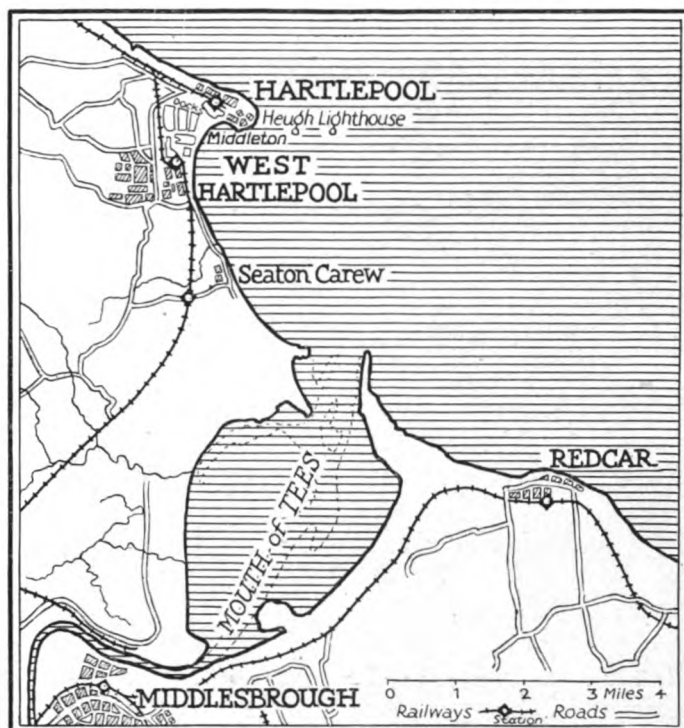 HARTLEPOOL
Heugh Lighthouse
Middleton
WEST
HARTLEPOOL
Seaton Carew
REDCAR
MOUTH of TEES
MIDDLESBROUGH
0 1 2 3 Miles 4
Railways Station Roads